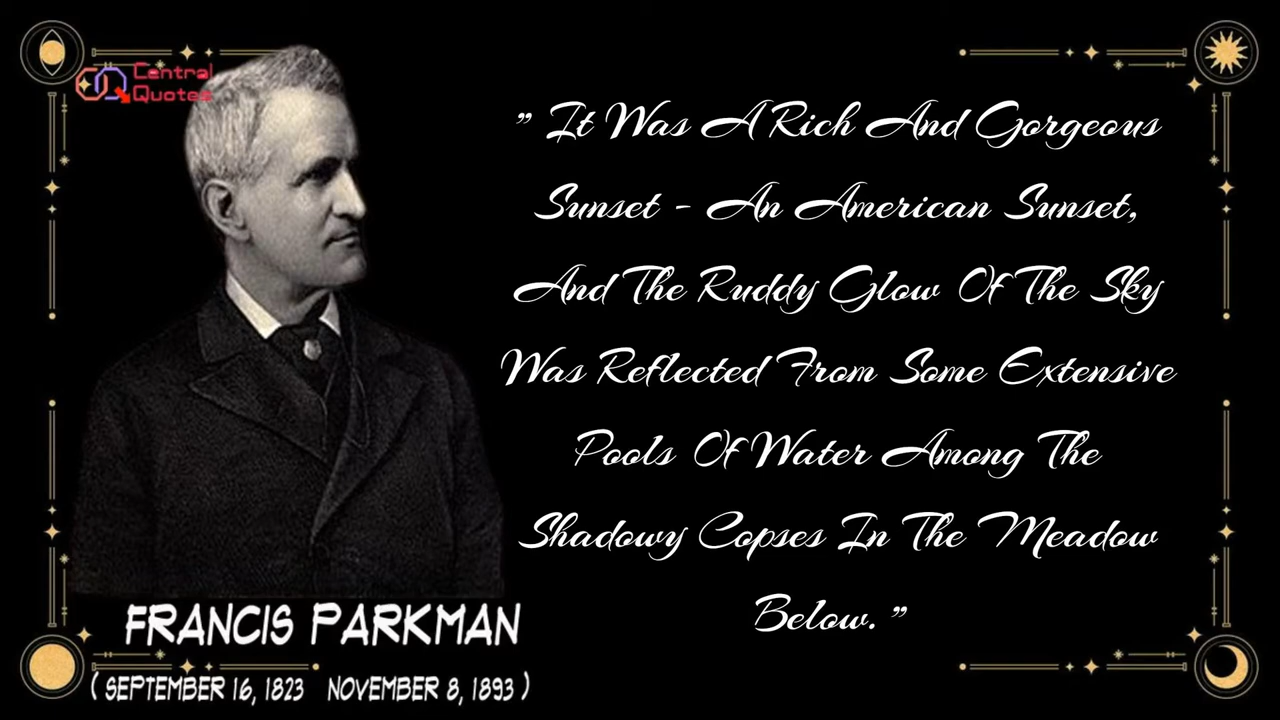 Central
Quotes
" It Was A Rich And Gorgeous
Sunset - An American Sunset,
And The Ruddy Glow Of The Sky
Was Reflected From Some Extensive
Pools Of Water Among The
Shadowy Copses In The Meadow
Below. "
FRANCIS PARKMAN
( SEPTEMBER 16, 1823 NOVEMBER 8, 1893 )